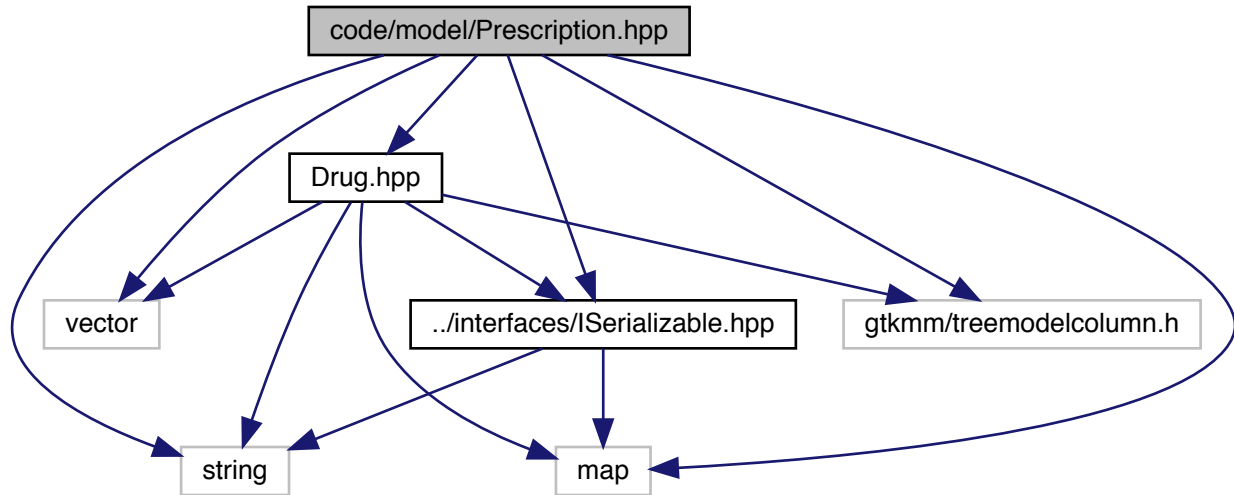 code/model/Prescription.hpp
Drug.hpp
vector
../interfaces/ISerializable.hpp
gtkmm/treemodelcolumn.h
string
map